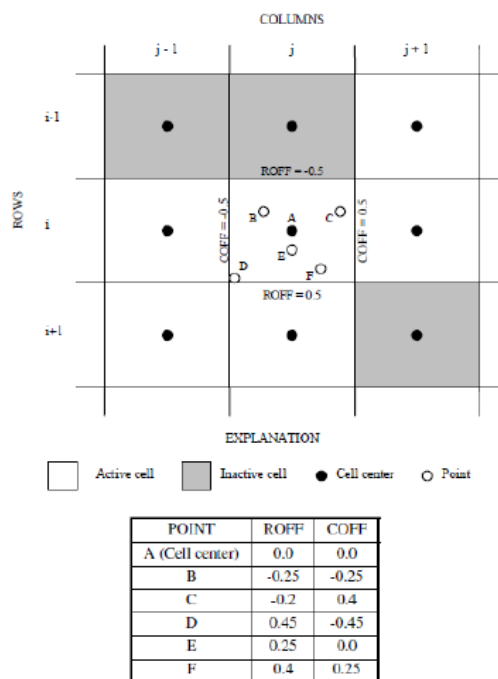 COLUMNS
j - 1 j j + 1
ROWS
i-1
ROFF = -0.5
i
COFF = -0.5
B A C
COFF = 0.5
E
D F
ROFF = 0.5
i+1
EXPLANATION
Active cell Inactive cell Cell center Point
POINT ROFF COFF
A (Cell center) 0.0 0.0
B -0.25 -0.25
C -0.2 0.4
D 0.45 -0.45
E 0.25 0.0
F 0.4 0.25